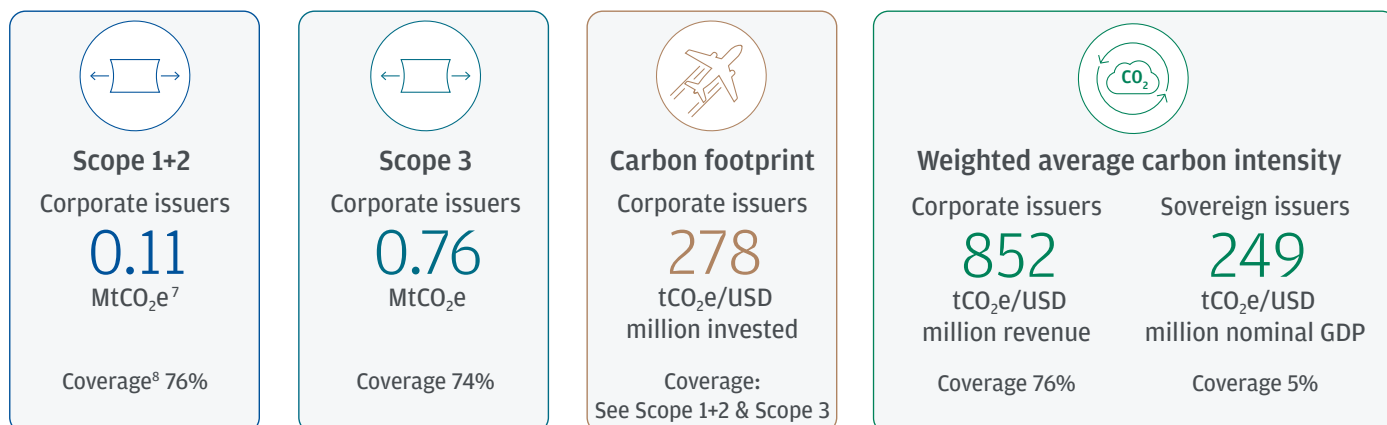 Scope 1+2
Corporate issuers
0.11
MtCO₂e⁷
Coverage⁸ 76%
Scope 3
Corporate issuers
0.76
MtCO₂e
Coverage 74%
Carbon footprint
Corporate issuers
278
tCO₂e/USD
million invested
Coverage:
See Scope 1+2 & Scope 3
CO₂
Weighted average carbon intensity
Corporate issuers
852
tCO₂e/USD
million revenue
Coverage 76%
Sovereign issuers
249
tCO₂e/USD
million nominal GDP
Coverage 5%